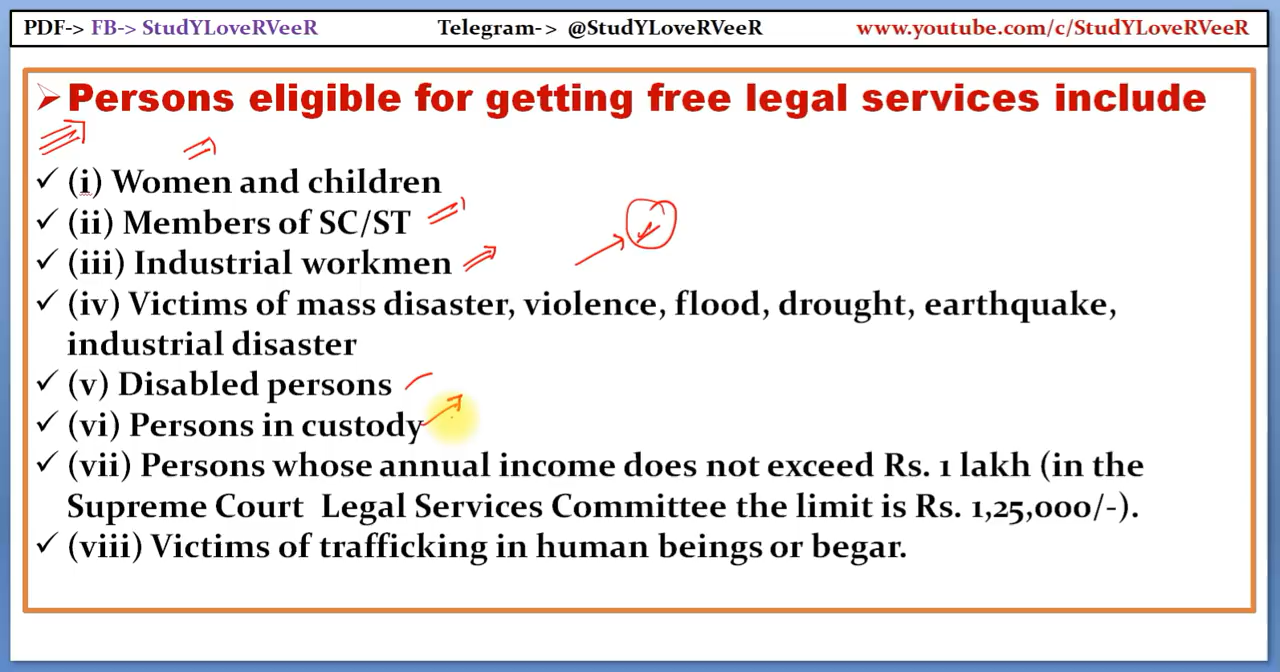 PDF-> FB-> StudYLoveRVeeR Telegram-> @StudYLoveRVeeR www.youtube.com/c/StudYLoveRVeeR
➢ Persons eligible for getting free legal services include
✓ (i) Women and children
✓ (ii) Members of SC/ST
✓ (iii) Industrial workmen
✓ (iv) Victims of mass disaster, violence, flood, drought, earthquake,
industrial disaster
✓ (v) Disabled persons
✓ (vi) Persons in custody
✓ (vii) Persons whose annual income does not exceed Rs. 1 lakh (in the
Supreme Court Legal Services Committee the limit is Rs. 1,25,000/-).
✓ (viii) Victims of trafficking in human beings or begar.